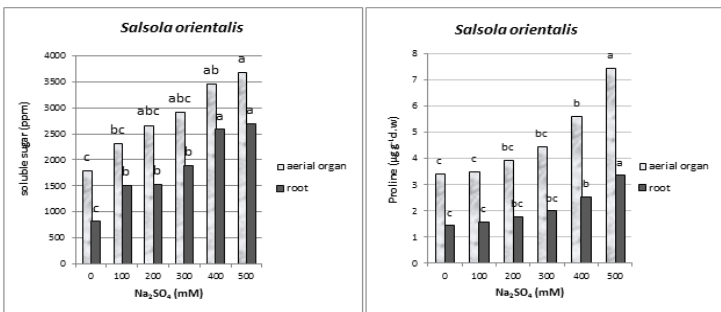 Salsola orientalis
soluble sugar (ppm)
4000
3500
3000
2500
2000
1500
1000
500
0
c bc abc abc ab a
c b b b a a
0 100 200 300 400 500
Na₂SO₄ (mM)
aerial organ
root
Salsola orientalis
Proline (µg g⁻¹d.w)
8
7
6
5
4
3
2
1
0
c c bc bc b a
c c bc bc b a
0 100 200 300 400 500
Na₂SO₄ (mM)
aerial organ
root